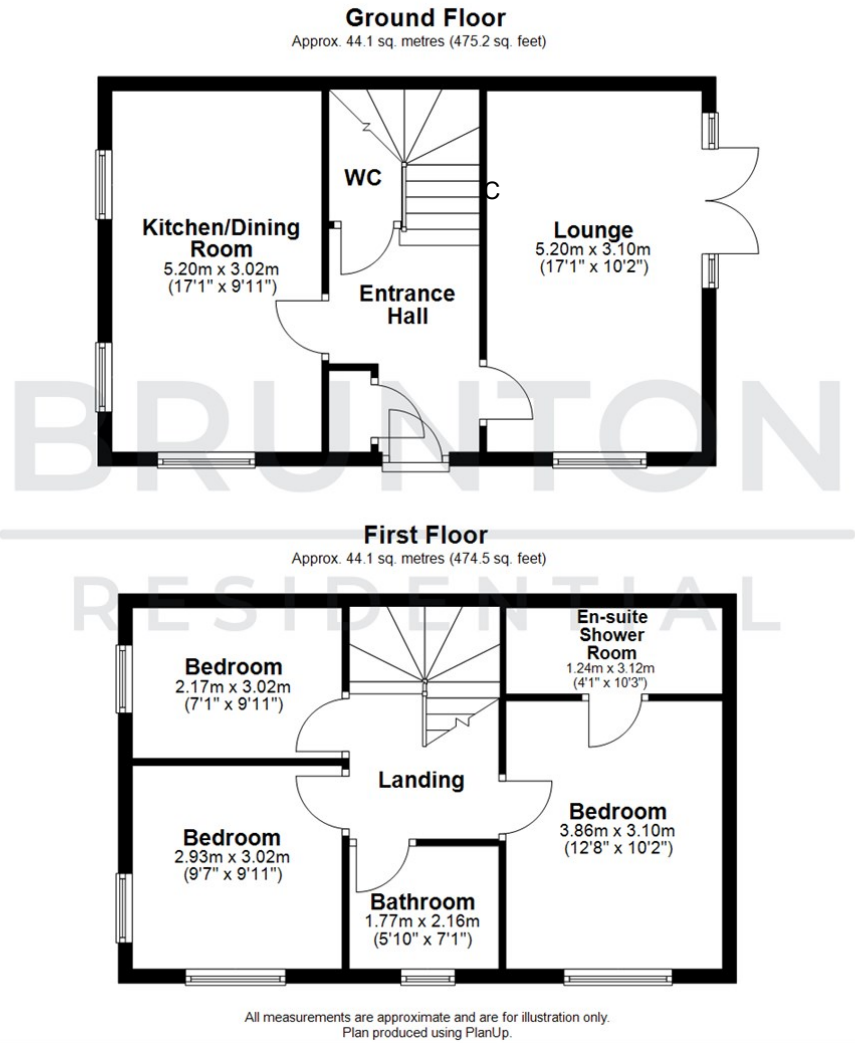 Ground Floor
Approx. 44.1 sq. metres (475.2 sq. feet)
WC
C
Kitchen/Dining
Room
5.20m x 3.02m
(17'1" x 9'11")
Lounge
5.20m x 3.10m
(17'1" x 10'2")
Entrance
Hall
BRUNTON
First Floor
Approx. 44.1 sq. metres (474.5 sq. feet)
RESIDENTIAL
En-suite
Shower
Room
1.24m x 3.12m
(4'1" x 10'3")
Bedroom
2.17m x 3.02m
(7'1" x 9'11")
Landing
Bedroom
3.86m x 3.10m
(12'8" x 10'2")
Bedroom
2.93m x 3.02m
(9'7" x 9'11")
Bathroom
1.77m x 2.16m
(5'10" x 7'1")
All measurements are approximate and are for illustration only.
Plan produced using PlanUp.